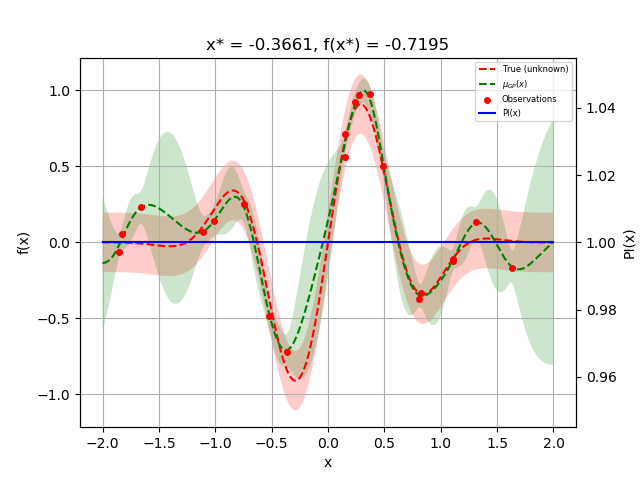 x* = -0.3661, f(x*) = -0.7195
True (unknown)
μGP(x)
Observations
PI(x)
f(x)
1.0
0.5
0.0
−0.5
−1.0
1.04
1.02
1.00
0.98
0.96
PI(x)
−2.0 −1.5 −1.0 −0.5 0.0 0.5 1.0 1.5 2.0
x